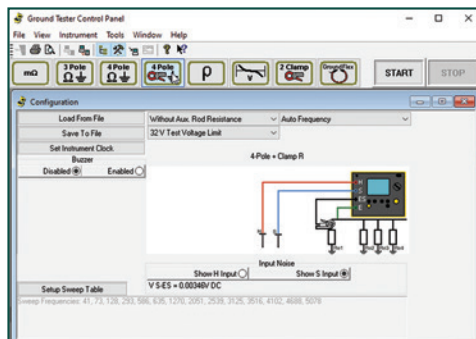 Ground Tester Control Panel
File View Instrument Tools Window Help
mΩ
3 Pole
Ω
4 Pole
Ω
4 Pole
ρ
V
2 Clamp
GroundFlex
START
STOP
Configuration
Load From File
Without Aux. Rod Resistance
Auto Frequency
Save To File
32 V Test Voltage Limit
Set Instrument Clock
Buzzer
Disabled
Enabled
4-Pole + Clamp R
H
S
ES
E
Input Noise
Show H Input
Show S Input
Setup Sweep Table
V S-ES = 0.00346V DC
Sweep Frequencies: 41, 73, 128, 293, 586, 635, 1270, 2051, 2539, 3125, 3516, 4102, 4688, 5078